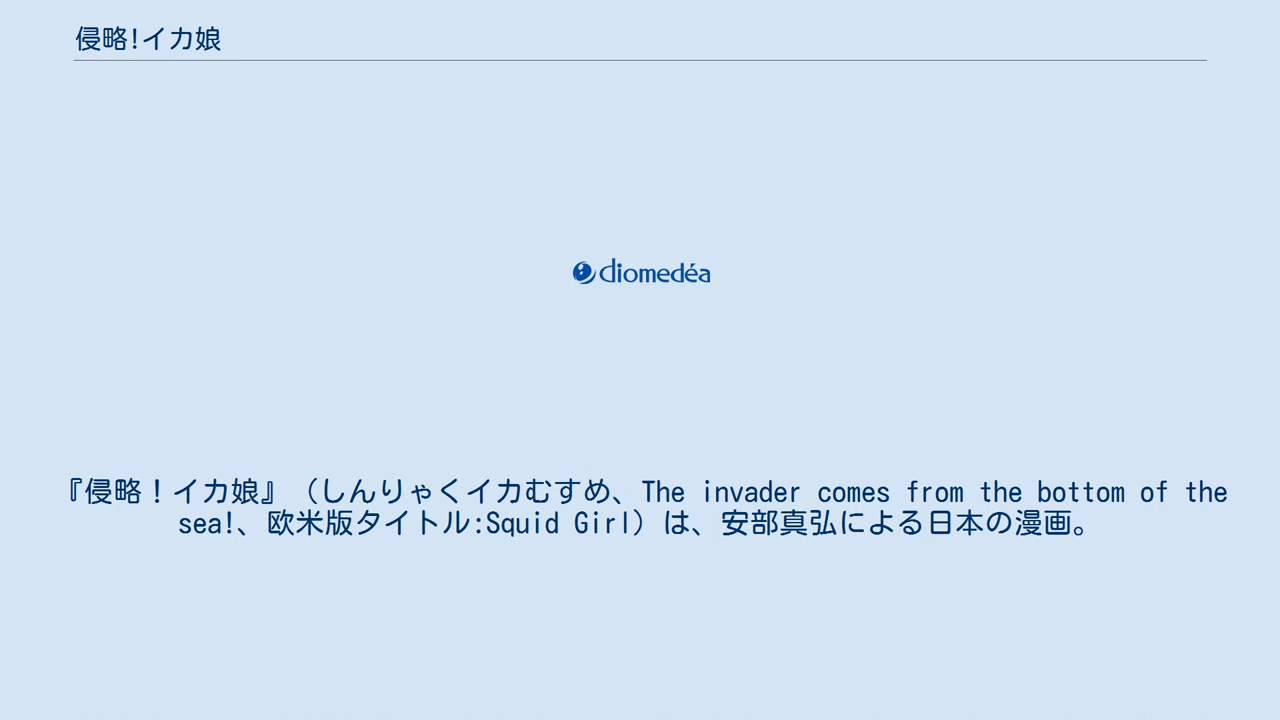 侵略!イカ娘
diomedéa
『侵略！イカ娘』（しんりゃくイカむすめ、The invader comes from the bottom of the
sea!、欧米版タイトル:Squid Girl）は、安部真弘による日本の漫画。